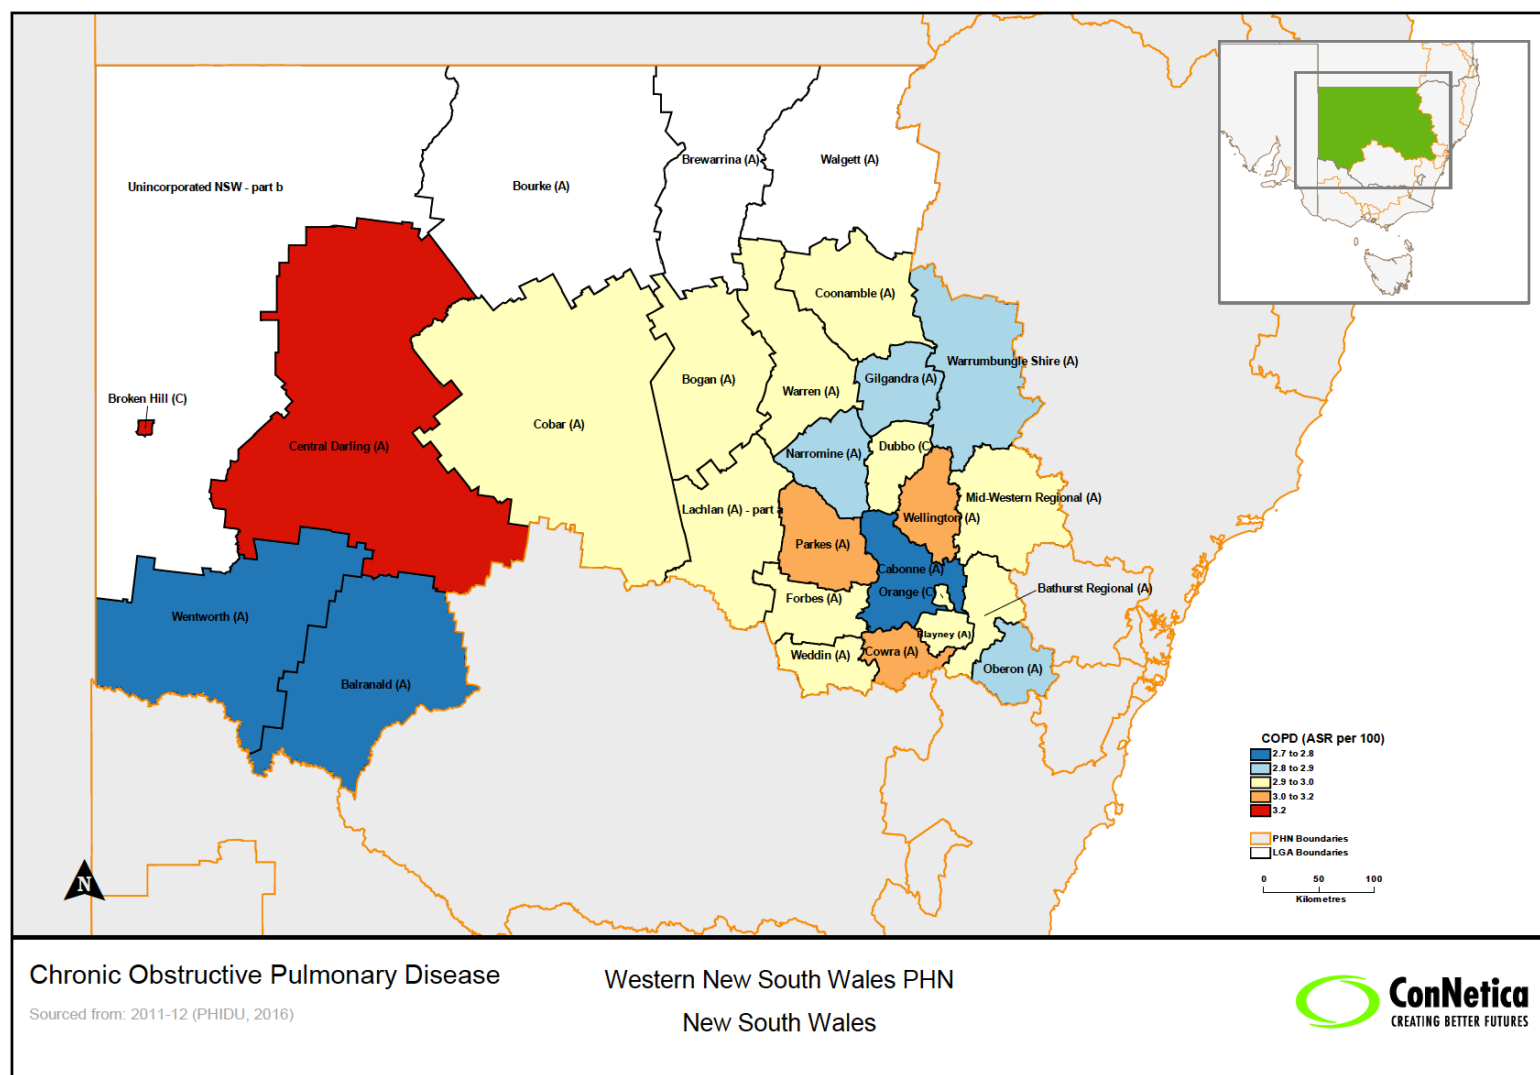 Unincorporated NSW - part b
Bourke (A)
Brewarrina (A)
Walgett (A)
Coonamble (A)
Warrumbungle Shire (A)
Gilgandra (A)
Bogan (A)
Warren (A)
Broken Hill (C)
Cobar (A)
Central Darling (A)
Narromine (A)
Dubbo (C)
Mid-Western Regional (A)
Lachlan (A) - part a
Wellington (A)
Parkes (A)
Cabonne (A)
Orange (C)
Forbes (A)
Bathurst Regional (A)
Wentworth (A)
Blayney (A)
Cowra (A)
Weddin (A)
Oberon (A)
Balranald (A)
COPD (ASR per 100)
2.7 to 2.8
2.8 to 2.9
2.9 to 3.0
3.0 to 3.2
3.2
PHN Boundaries
LGA Boundaries
0 50 100
Kilometres
N
Chronic Obstructive Pulmonary Disease
Sourced from: 2011-12 (PHIDU, 2016)
Western New South Wales PHN
New South Wales
ConNetica
CREATING BETTER FUTURES